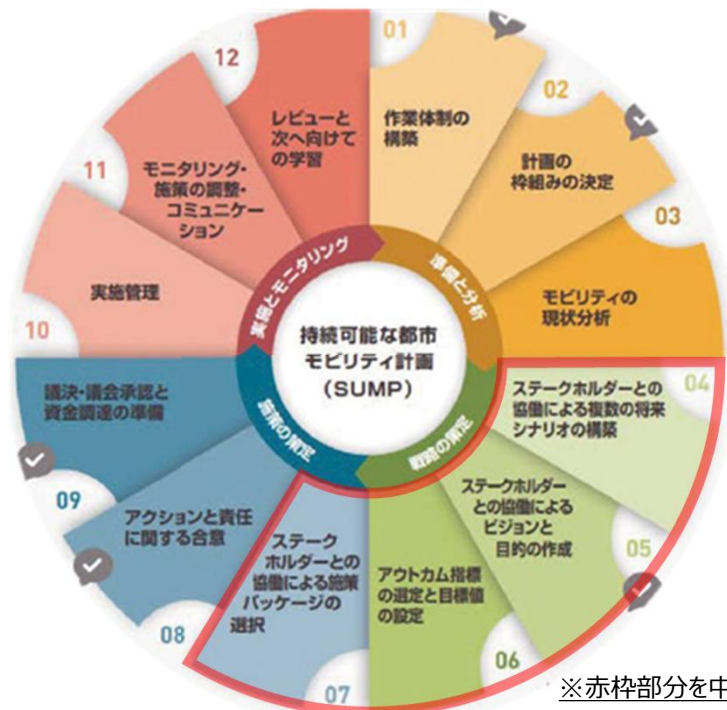 01
作業体制の
構築
02
計画の
枠組みの決定
03
モビリティの
現状分析
04
ステークホルダーとの
協働による複数の将来
シナリオの構築
05
ステークホルダー
との協働による
ビジョンと
目的の作成
06
アウトカム指標
の選定と目標値
の設定
07
ステーク
ホルダーとの
協働による施策
パッケージの
選択
08
アクションと責任
に関する合意
09
議決・議会承認と
資金調達の準備
10
実施管理
11
モニタリング・
施策の調整・
コミュニケー
ション
12
レビューと
次へ向けて
の学習
準備と分析
戦略の策定
施策の策定
実施とモニタリング
持続可能な都市
モビリティ計画
(SUMP)
※赤枠部分を中